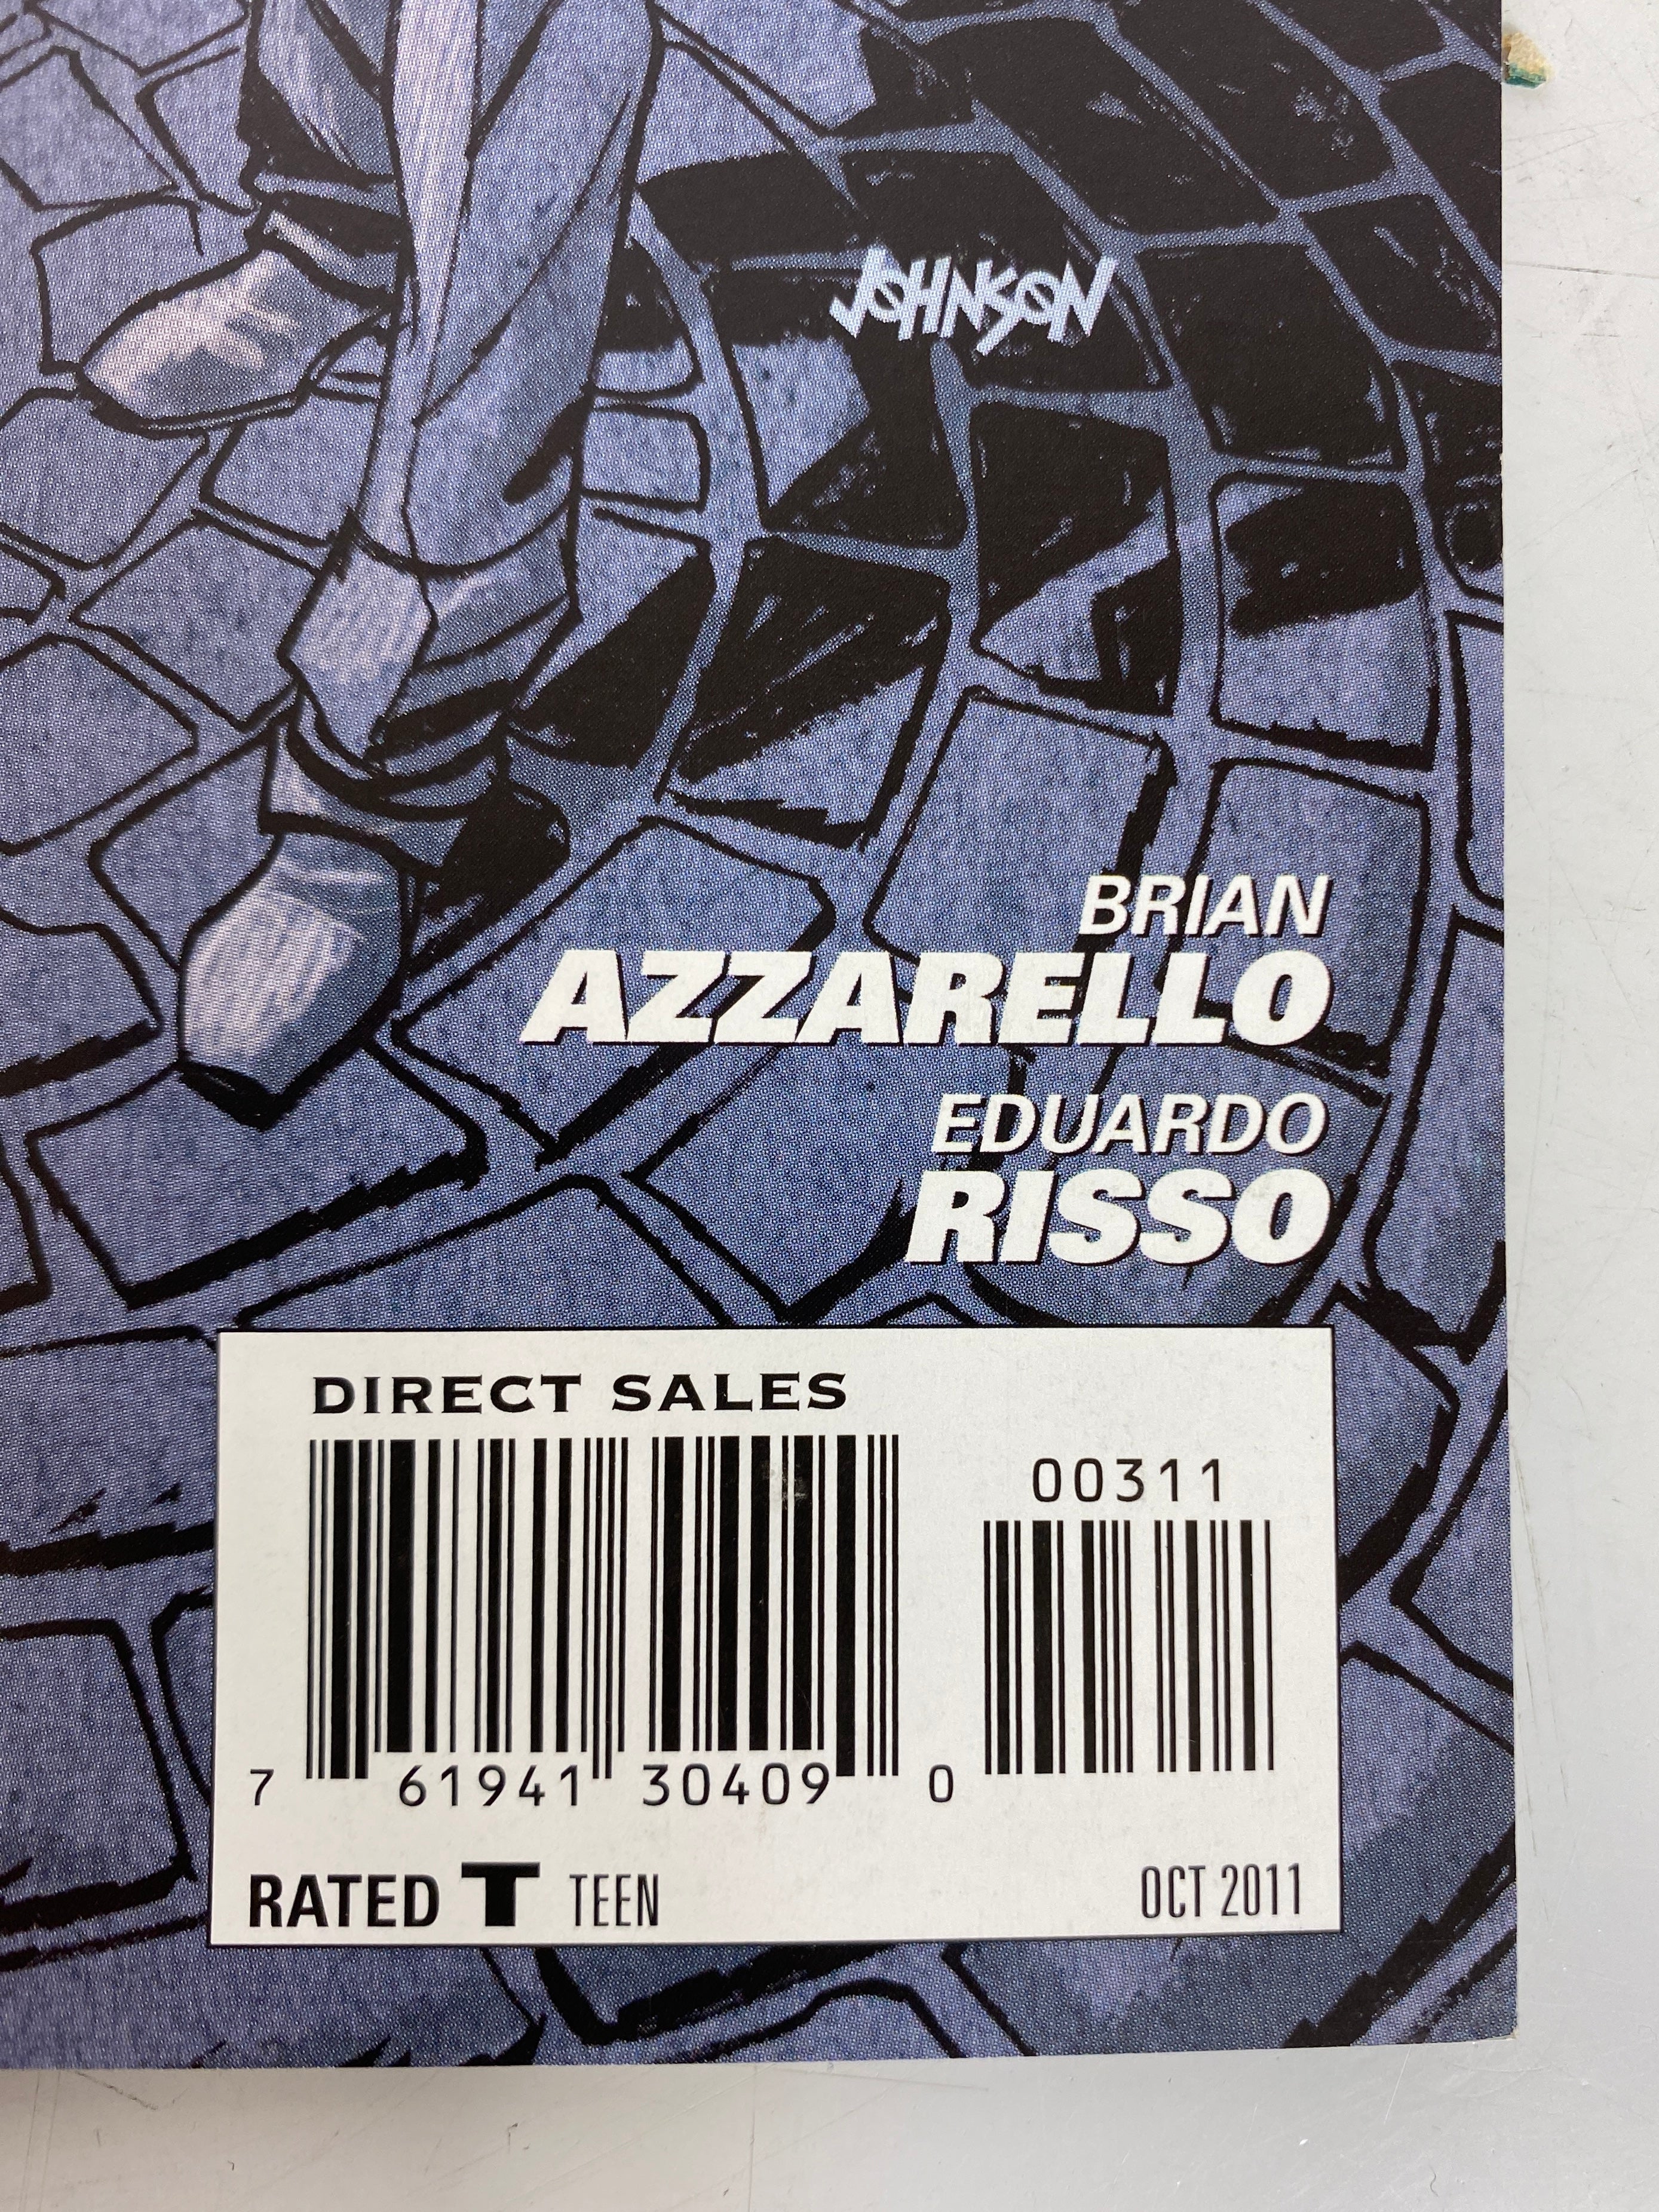 JOHNSON
BRIAN
AZZARELLO
EDUARDO
RISSO
DIRECT SALES
00311
7 61941 30409 0
RATED T TEEN
OCT 2011